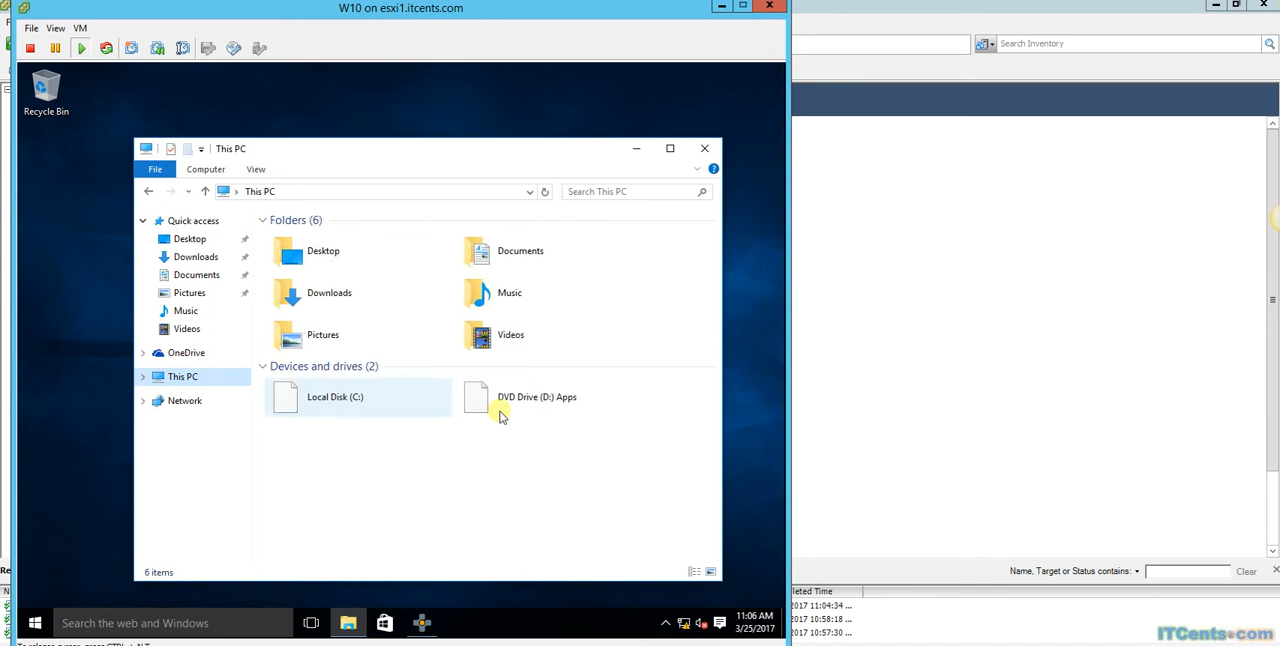 W10 on esxi1.itcents.com
File View VM
Search Inventory
Recycle Bin
This PC
File Computer View
This PC
Search This PC
Quick access
Desktop
Downloads
Documents
Pictures
Music
Videos
OneDrive
This PC
Network
Folders (6)
Desktop
Documents
Downloads
Music
Pictures
Videos
Devices and drives (2)
Local Disk (C:)
DVD Drive (D:) Apps
6 items
Name, Target or Status contains:
Clear
Search the web and Windows
11:06 AM
3/25/2017
2017 11:04:34 ...
2017 10:58:18 ...
2017 10:57:30 ...
ITCents.com